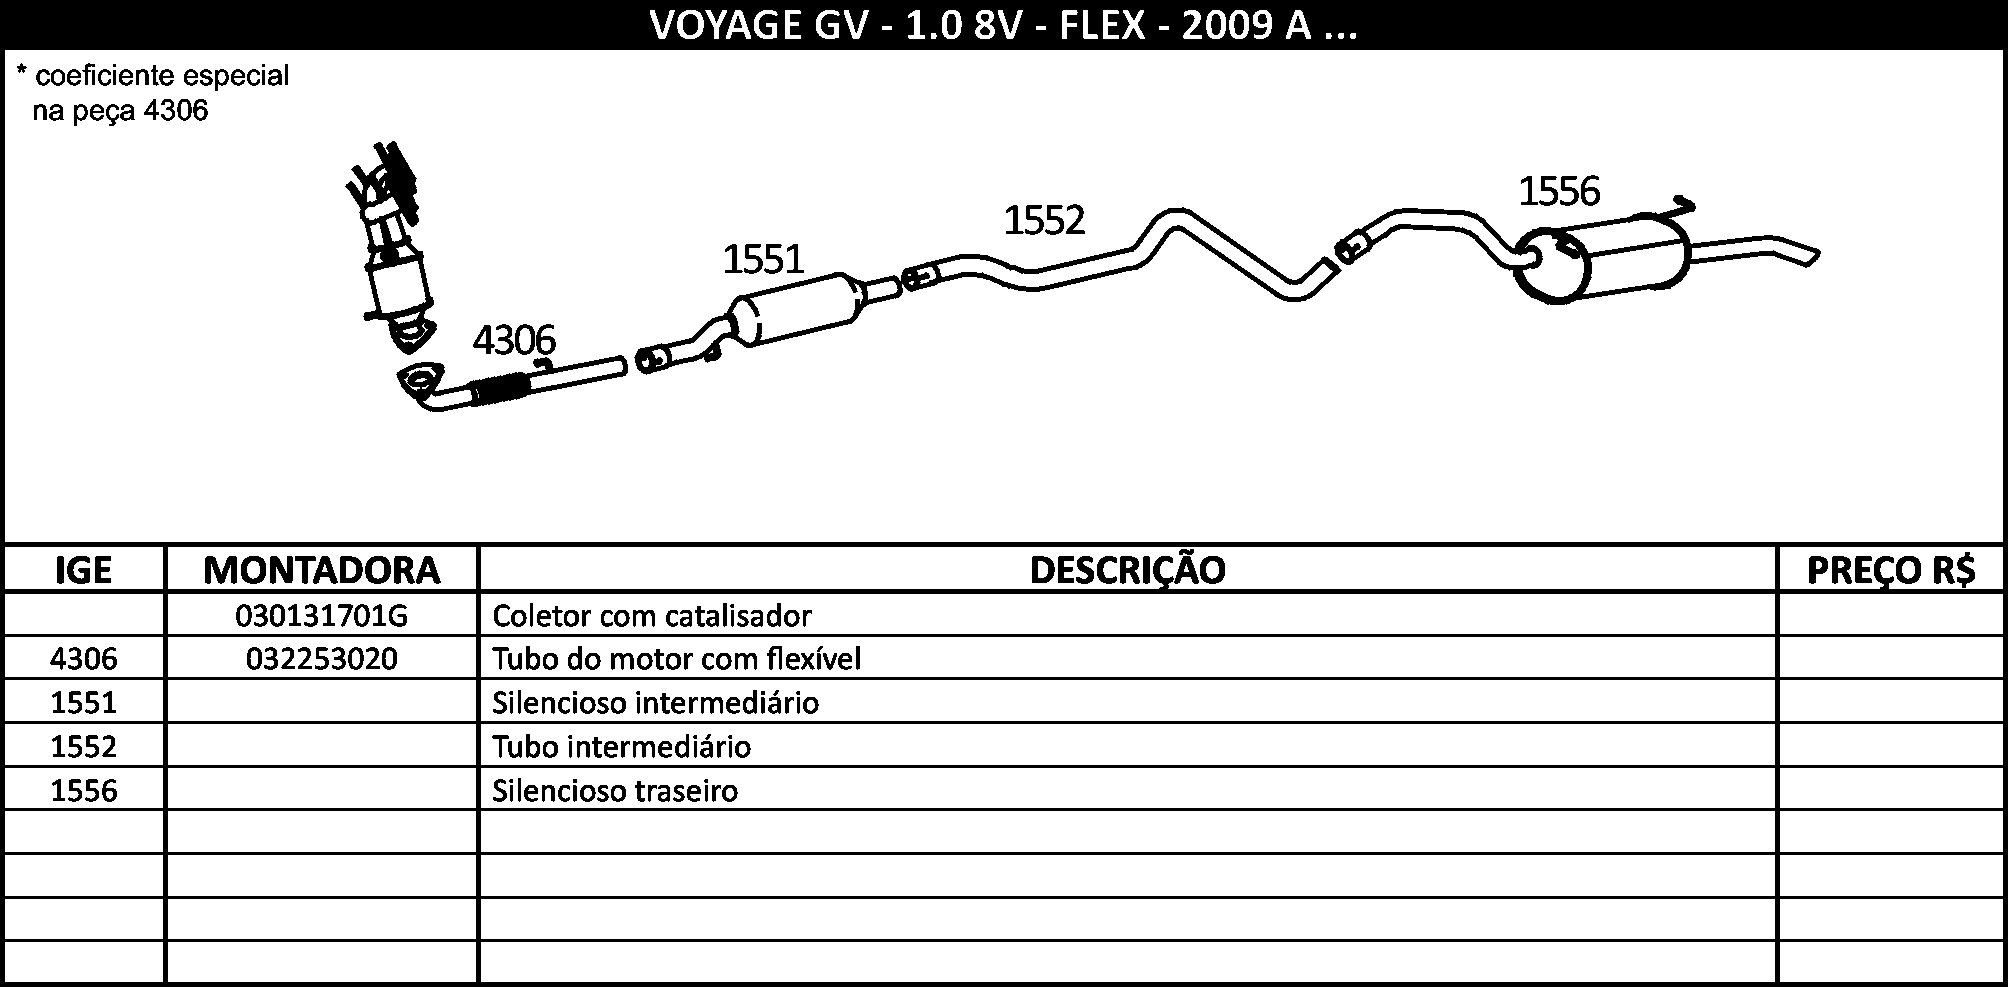 VOYAGE GV - 1.0 8V - FLEX - 2009 A ...
* coeficiente especial
na peça 4306
1556
1552
1551
4306
IGE MONTADORA DESCRIÇÃO PREÇO R$
030131701G Coletor com catalisador
4306 032253020 Tubo do motor com flexível
1551 Silencioso intermediário
1552 Tubo intermediário
1556 Silencioso traseiro